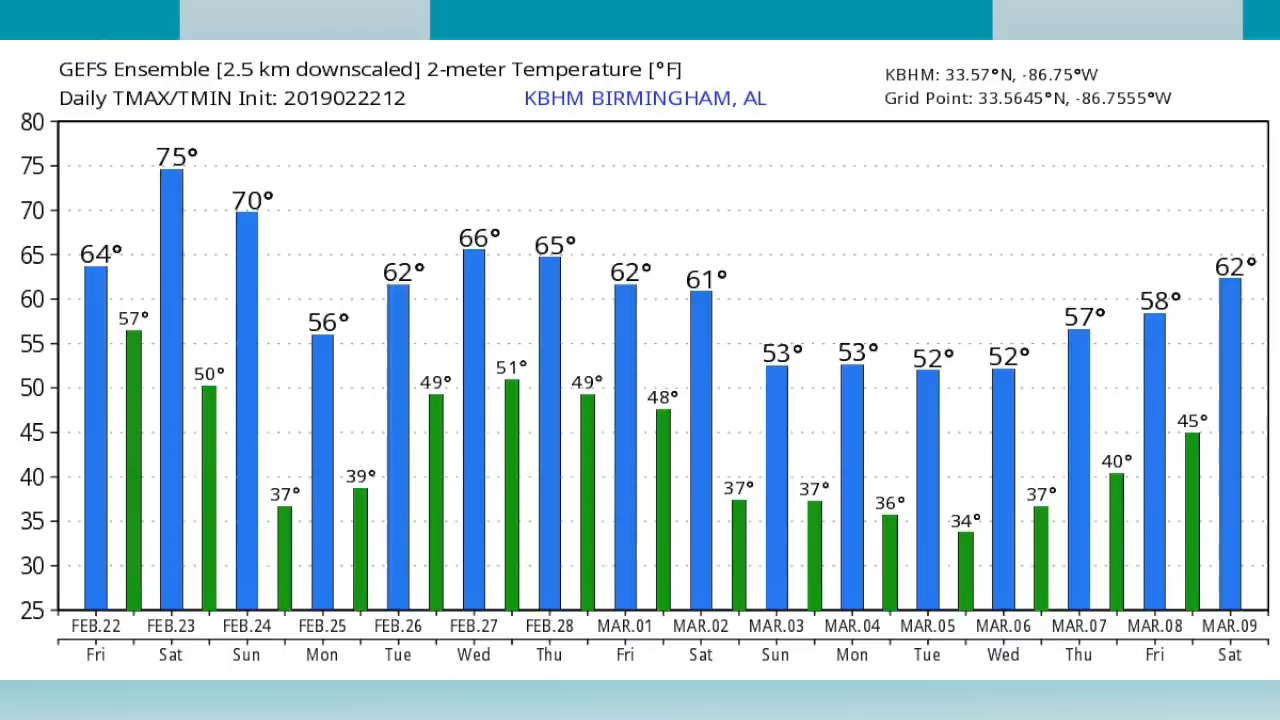 GEFS Ensemble [2.5 km downscaled] 2-meter Temperature [°F]
Daily TMAX/TMIN Init: 2019022212
KBHM BIRMINGHAM, AL
KBHM: 33.57°N, -86.75°W
Grid Point: 33.5645°N, -86.7555°W
80
75
70
65
60
55
50
45
40
35
30
25
64° 57° 75° 50° 70° 37° 56° 39° 62° 49° 66° 51° 65° 49° 62° 48° 61° 37° 53° 37° 53° 36° 52° 34° 52° 37° 57° 40° 58° 45° 62°
FEB.22 FEB.23 FEB.24 FEB.25 FEB.26 FEB.27 FEB.28 MAR.01 MAR.02 MAR.03 MAR.04 MAR.05 MAR.06 MAR.07 MAR.08 MAR.09
Fri Sat Sun Mon Tue Wed Thu Fri Sat Sun Mon Tue Wed Thu Fri Sat